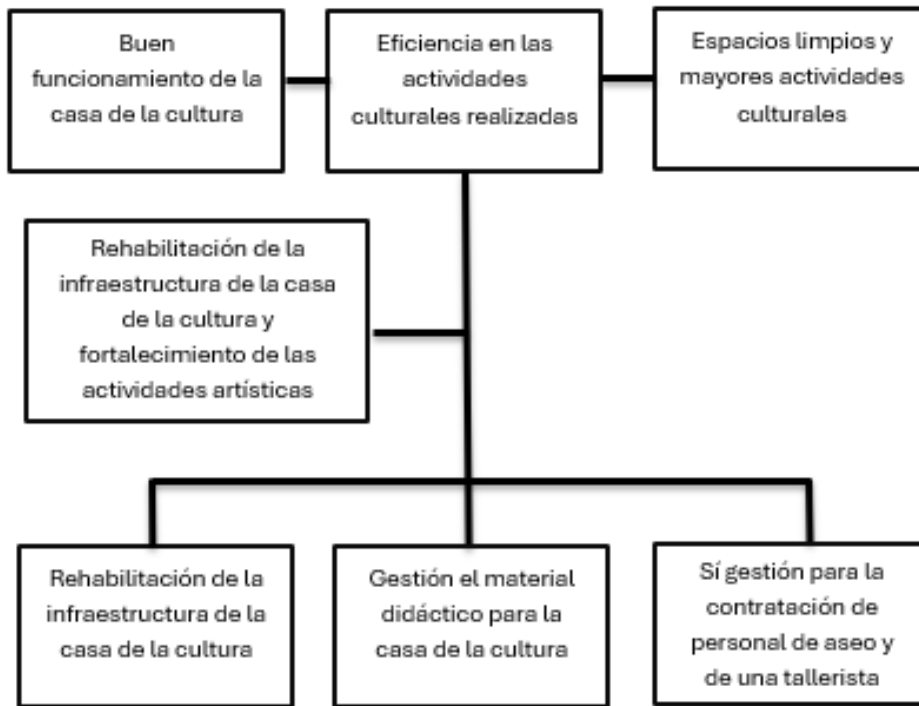 Buen
funcionamiento de la
casa de la cultura
Eficiencia en las
actividades
culturales realizadas
Espacios limpios y
mayores actividades
culturales
Rehabilitación de la
infraestructura de la casa
de la cultura y
fortalecimiento de las
actividades artísticas
Rehabilitación de la
infraestructura de la
casa de la cultura
Gestión el material
didáctico para la
casa de la cultura
Sí gestión para la
contratación de
personal de aseo y
de una tallerista